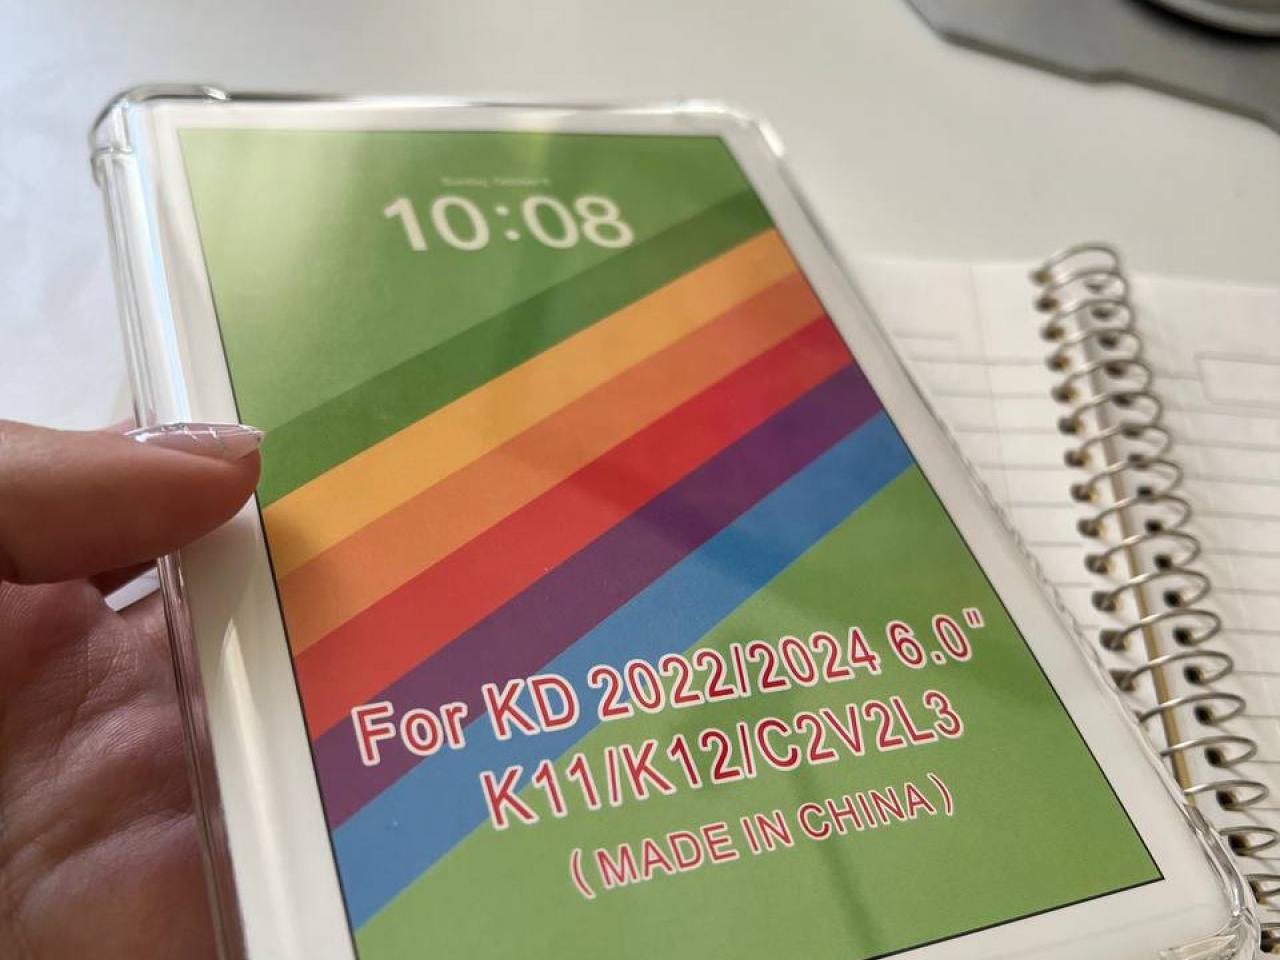 10:08
For KD 2022/2024 6.0"
K11/K12/C2V2L3
(MADE IN CHINA)